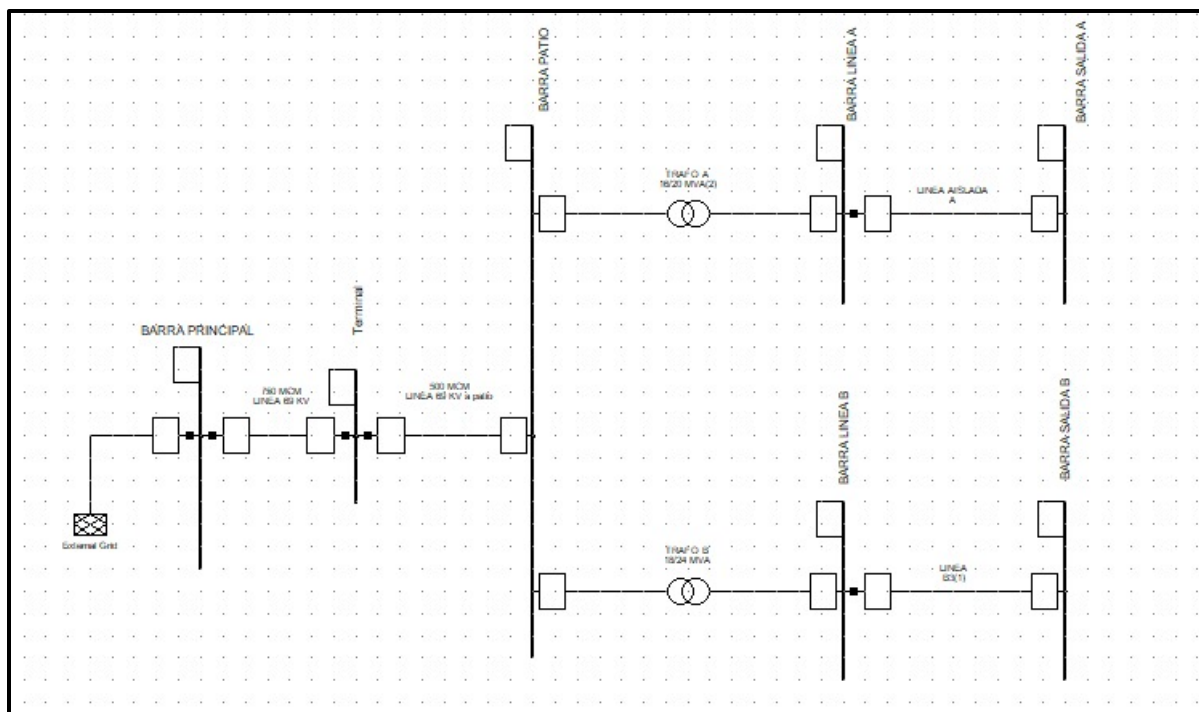 BARRA PATIO
BARRA LINEA A
BARRA SALIDA A
TRAFO A
16/20 MVA(2)
LINEA AISLADA
A
Terminal
BARRA PRINCIPAL
750 MCM
LINEA 69 KV
500 MCM
LINEA 69 KV a patio
External Grid
BARRA LINEA B
BARRA SALIDA B
TRAFO B
18/24 MVA
LINEA
B3(1)